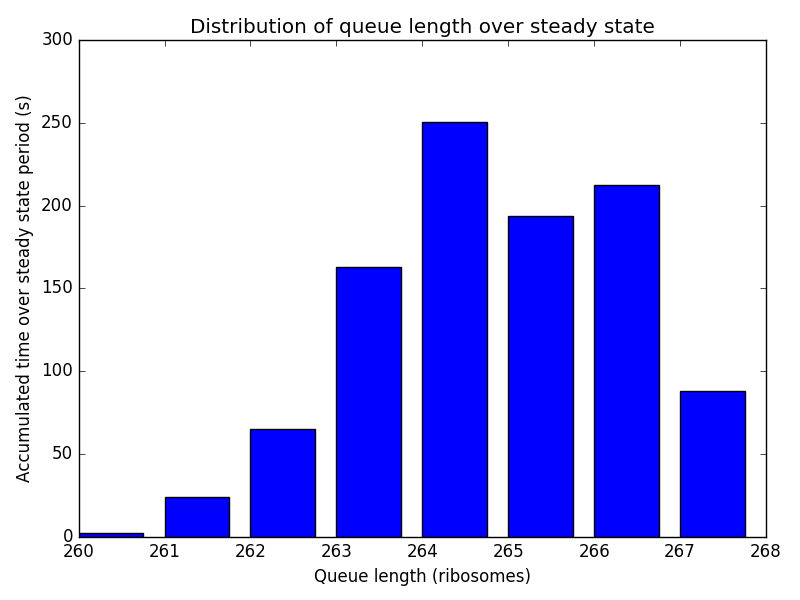 Distribution of queue length over steady state
300
250
200
150
100
50
0
Accumulated time over steady state period (s)
260 261 262 263 264 265 266 267 268
Queue length (ribosomes)